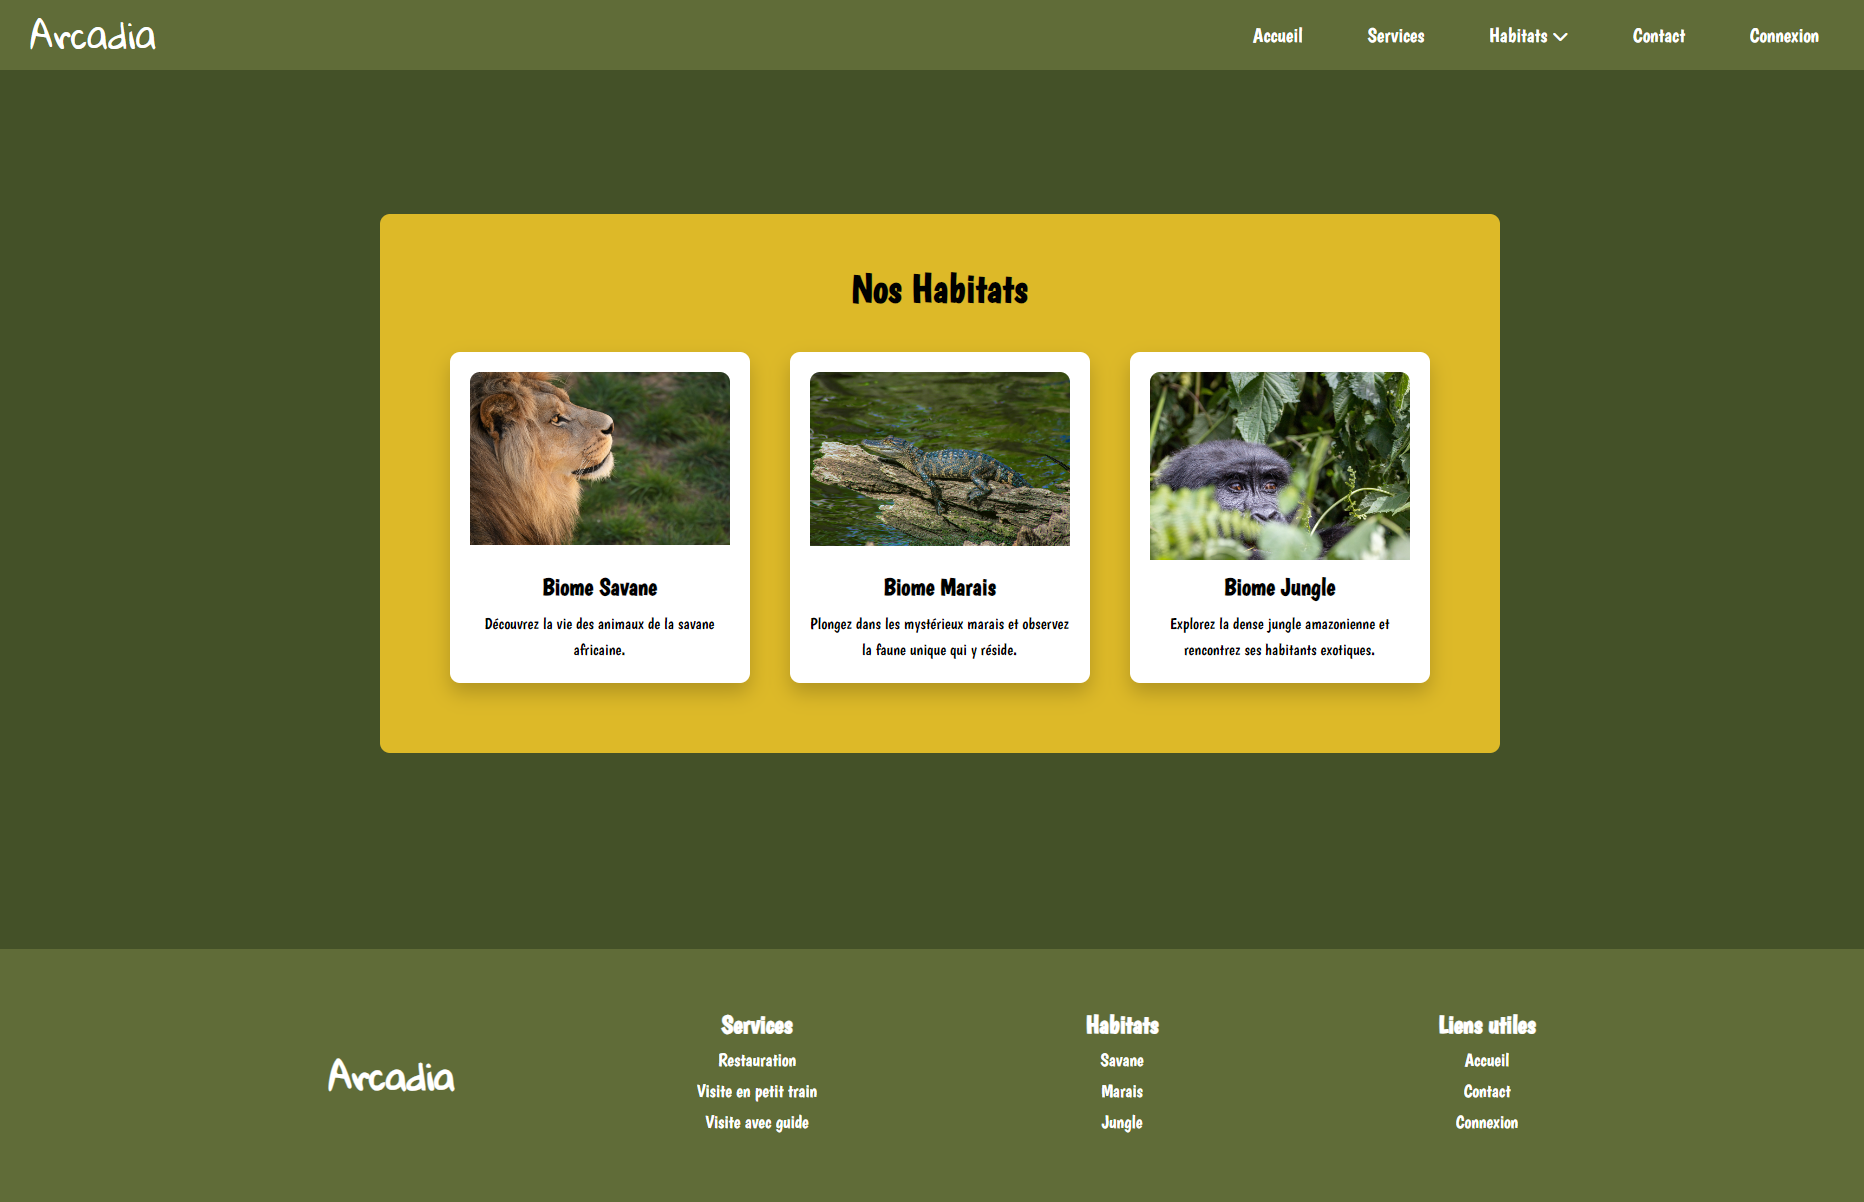 Arcadia
Accueil
Services
Habitats
Contact
Connexion
Nos Habitats
Biome Savane
Découvrez la vie des animaux de la savane
africaine.
Biome Marais
Plongez dans les mystérieux marais et observez
la faune unique qui y réside.
Biome Jungle
Explorez la dense jungle amazonienne et
rencontrez ses habitants exotiques.
Arcadia
Services
Restauration
Visite en petit train
Visite avec guide
Habitats
Savane
Marais
Jungle
Liens utiles
Accueil
Contact
Connexion